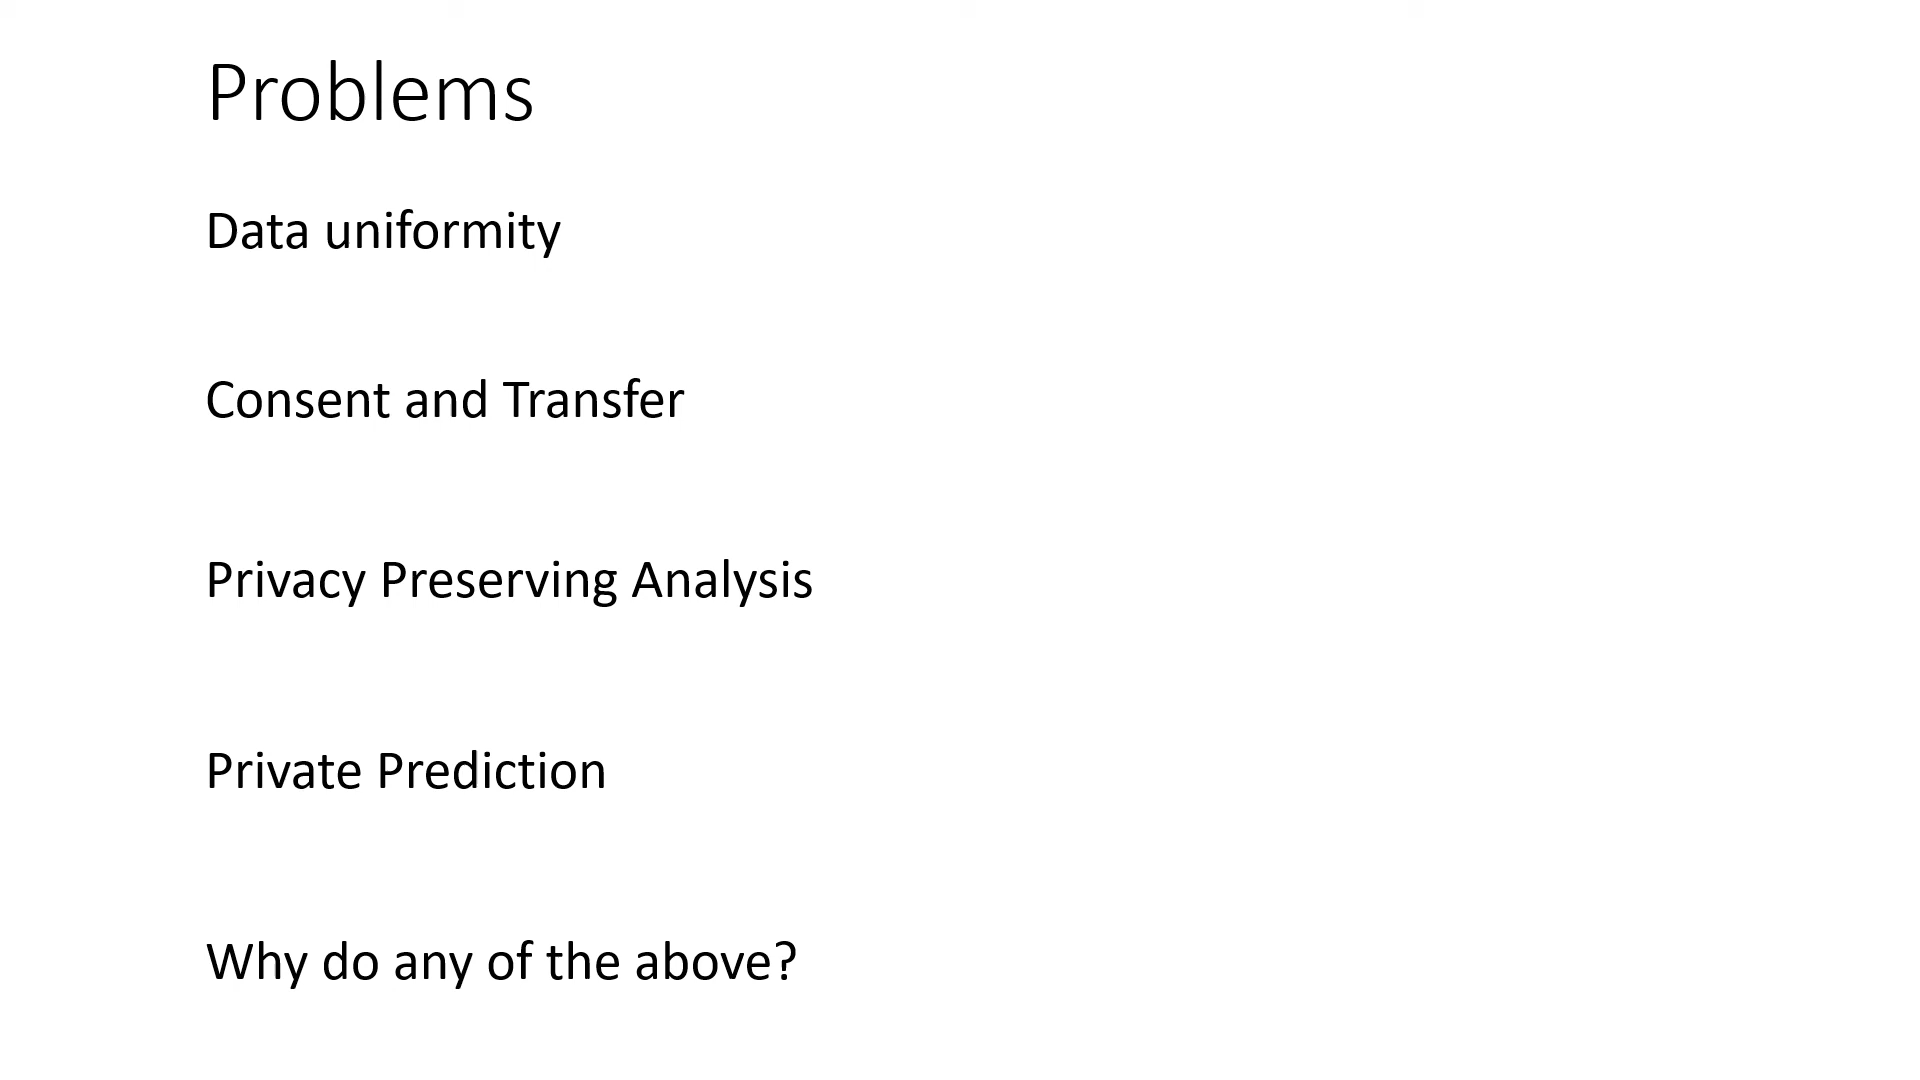 Problems
Data uniformity
Consent and Transfer
Privacy Preserving Analysis
Private Prediction
Why do any of the above?